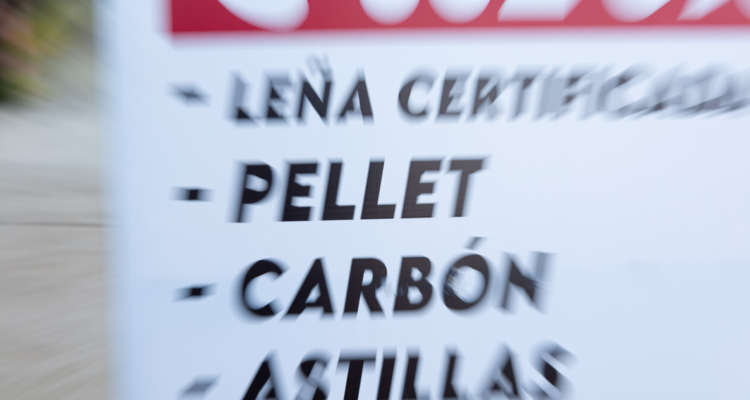 - LEÑA CERTIFICADA
- PELLET
- CARBÓN
- ASTILLAS